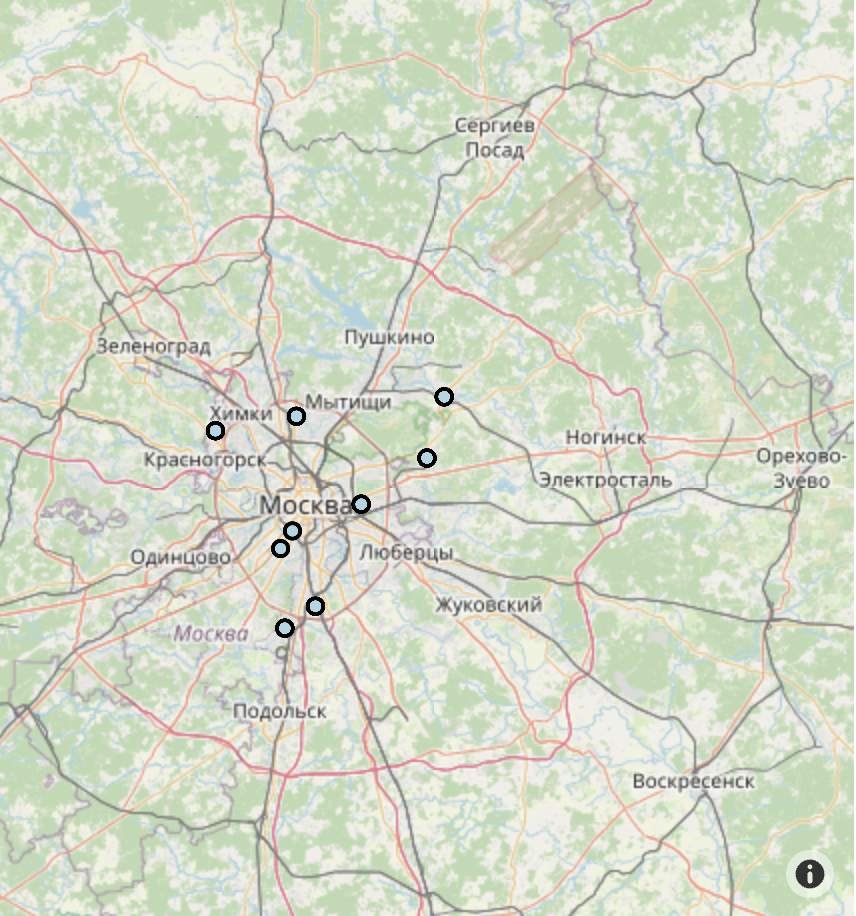 Сергиев
Посад
Пушкино
Зеленоград
Мытищи
Химки
Красногорск
Ногинск
Орехово-
Зуево
Электросталь
Москва
Одинцово
Люберцы
Жуковский
Москва
Подольск
Воскресенск